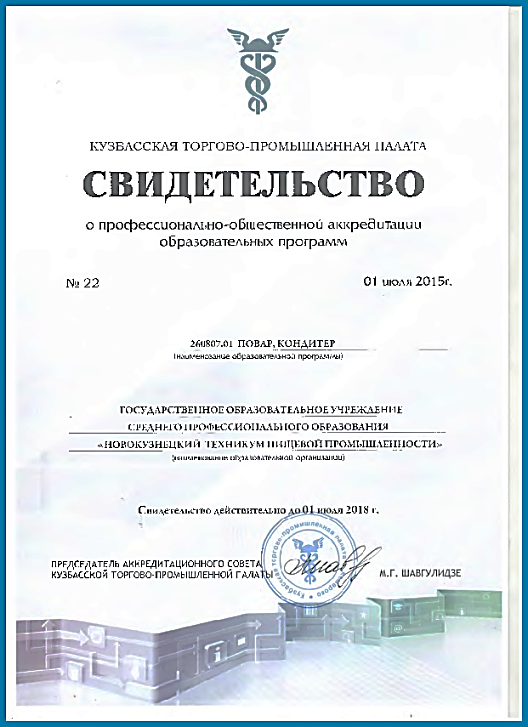 КУЗБАССКАЯ ТОРГОВО-ПРОМЫШЛЕННАЯ ПАЛАТА
СВИДЕТЕЛЬСТВО
о профессионально-общественной аккредитации
образовательных программ
№ 22
01 июля 2015г.
260807.01 ПОВАР, КОНДИТЕР
(наименование образовательной программы)
ГОСУДАРСТВЕННОЕ ОБРАЗОВАТЕЛЬНОЕ УЧРЕЖДЕНИЕ
СРЕДНЕГО ПРОФЕССИОНАЛЬНОГО ОБРАЗОВАНИЯ
«НОВОКУЗНЕЦКИЙ ТЕХНИКУМ ПИЩЕВОЙ ПРОМЫШЛЕННОСТИ»
(наименование образовательной организации)
Свидетельство действительно до 01 июля 2018 г.
ПРЕДСЕДАТЕЛЬ АККРЕДИТАЦИОННОГО СОВЕТА
КУЗБАССКОЙ ТОРГОВО-ПРОМЫШЛЕННОЙ ПАЛАТЫ
М.Г. ШАВГУЛИДЗЕ
Кузбасская торгово-промышленная палата